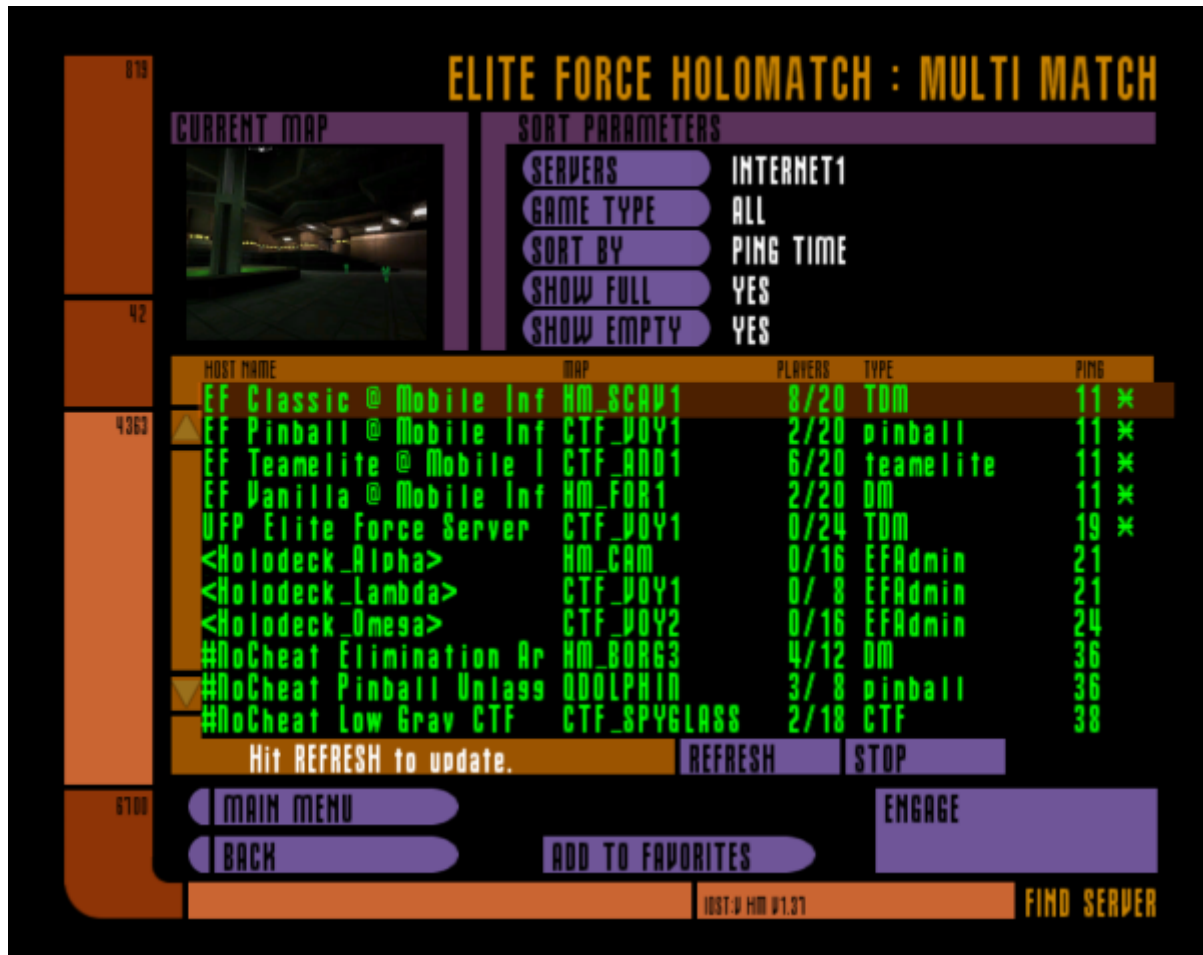 879
ELITE FORCE HOLOMATCH : MULTI MATCH
CURRENT MAP
SORT PARAMETERS
SERVERS INTERNET1
GAME TYPE ALL
SORT BY PING TIME
SHOW FULL YES
42
SHOW EMPTY YES
HOST NAME MAP PLAYERS TYPE PING
EF Classic @ Mobile Inf HM_SCAV1 8/20 TDM 11
4363
EF Pinball @ Mobile Inf CTF_VOY1 2/20 pinball 11
EF Teamelite @ Mobile I CTF_AND1 6/20 teamelite 11
EF Vanilla @ Mobile Inf HM_FOR1 2/20 DM 11
UFP Elite Force Server CTF_VOY1 0/24 TDM 19
<Holodeck_Alpha> HM_CAM 0/16 EFAdmin 21
<Holodeck_Lambda> CTF_VOY1 0/ 8 EFAdmin 21
<Holodeck_Omega> CTF_VOY2 0/16 EFAdmin 24
#NoCheat Elimination Ar HM_BORG3 4/12 DM 36
#NoCheat Pinball Unlagg QDOLPHIN 3/ 8 pinball 36
#NoCheat Low Grav CTF CTF_SPYGLASS 2/18 CTF 38
Hit REFRESH to update. REFRESH STOP
6700
MAIN MENU
ENGAGE
BACK
ADD TO FAVORITES
IOST:V HM V1.37
FIND SERVER